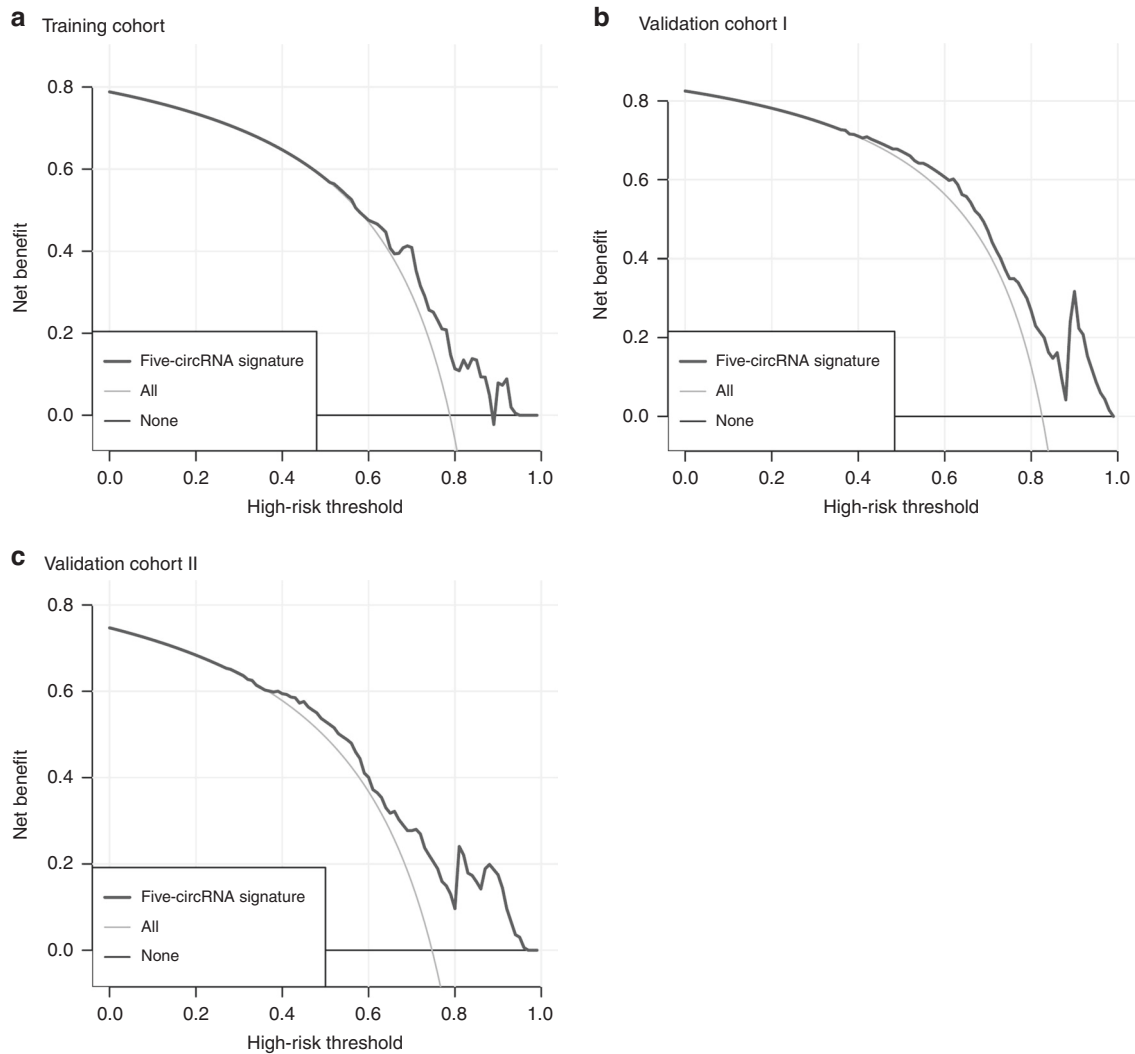 a Training cohort
0.8
0.6
0.4
0.2
0.0
Net benefit
Five-circRNA signature
All
None
0.0 0.2 0.4 0.6 0.8 1.0
High-risk threshold
b Validation cohort I
0.8
0.6
0.4
0.2
0.0
Net benefit
Five-circRNA signature
All
None
0.0 0.2 0.4 0.6 0.8 1.0
High-risk threshold
c Validation cohort II
0.8
0.6
0.4
0.2
0.0
Net benefit
Five-circRNA signature
All
None
0.0 0.2 0.4 0.6 0.8 1.0
High-risk threshold